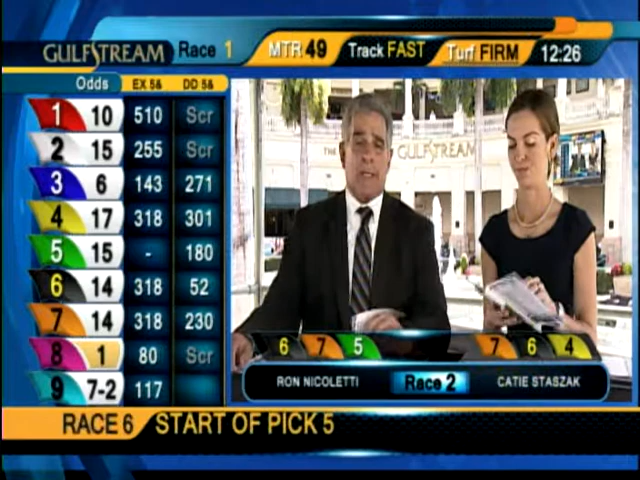 GULFSTREAM Race 1 MTR 49 Track FAST Turf FIRM 12:26
Odds EX 5& DD 5&
1 10 510 Scr
2 15 255 Scr
3 6 143 271
4 17 318 301
5 15 - 180
6 14 318 52
7 14 318 230
8 1 80 Scr
9 7-2 117
THE
GULFSTREAM
6 7 5 7 6 4
RON NICOLETTI Race 2 CATIE STASZAK
RACE 6 START OF PICK 5